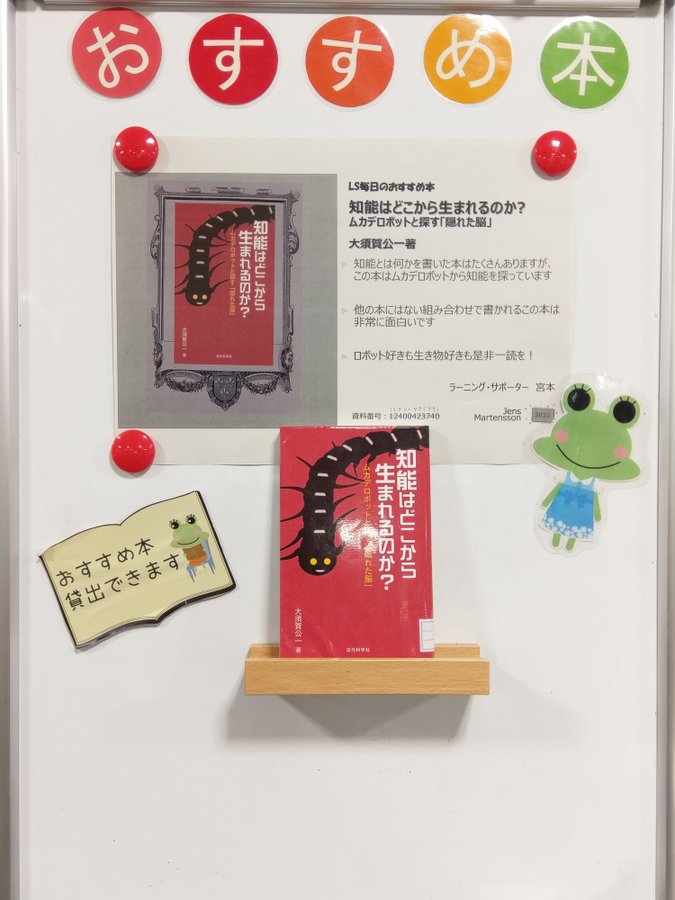 おすすめ本
LS毎日のおすすめ本
知能はどこから生まれるのか？
ムカデロボットと探す「隠れた脳」
大須賀公一著
知能とは何かを書いた本はたくさんありますが、
この本はムカデロボットから知能を探っています
他の本にはない組み合わせで書かれるこの本は
非常に面白いです
ロボット好きも生き物好きも是非一読を！
ラーニング・サポーター 宮本
資料番号：12400423740
Jens
Martensson
2020
知能はどこから
生まれるのか?
ムカデロボットと探す「隠れた脳」
大須賀公一 著
近代科学社
知能はどこから
生まれるのか?
ムカデロボットと
隠れた脳」
大須賀公一 著
近代科学社
おすすめ本
貸出できます